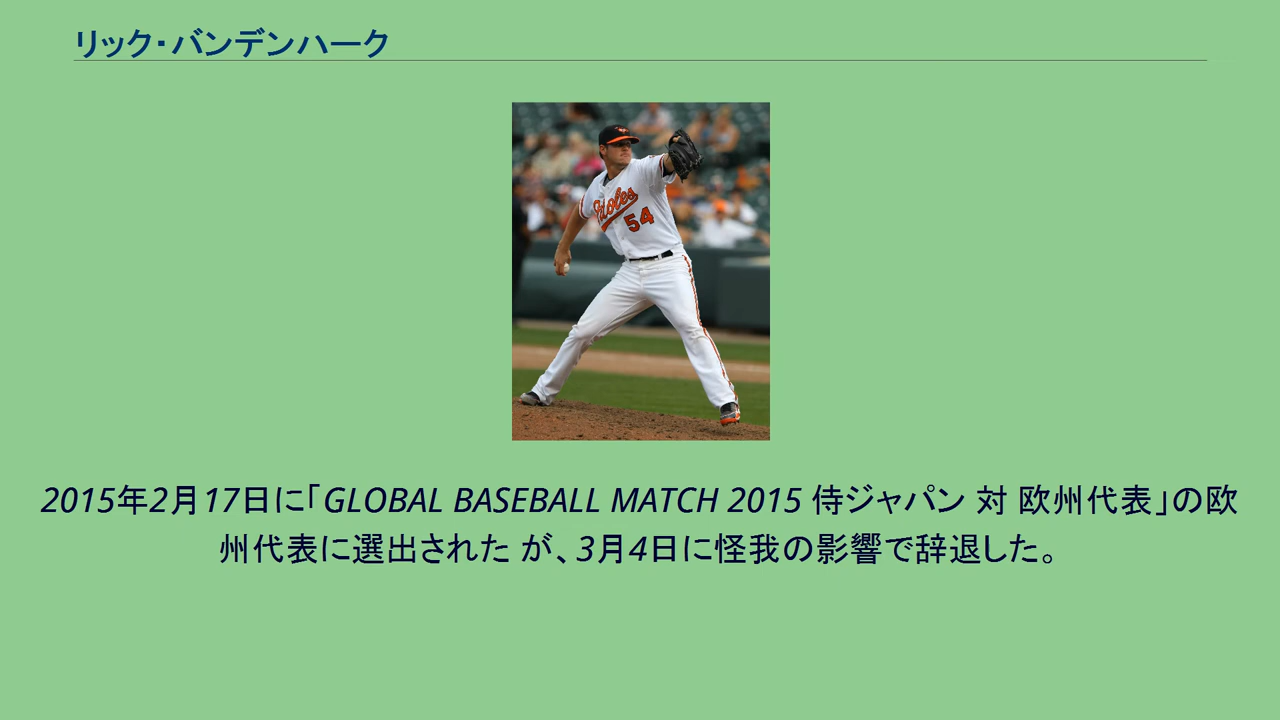 リック・バンデンハーク
Orioles
54
2015年2月17日に「GLOBAL BASEBALL MATCH 2015 侍ジャパン 対 欧州代表」の欧
州代表に選出された が、3月4日に怪我の影響で辞退した。